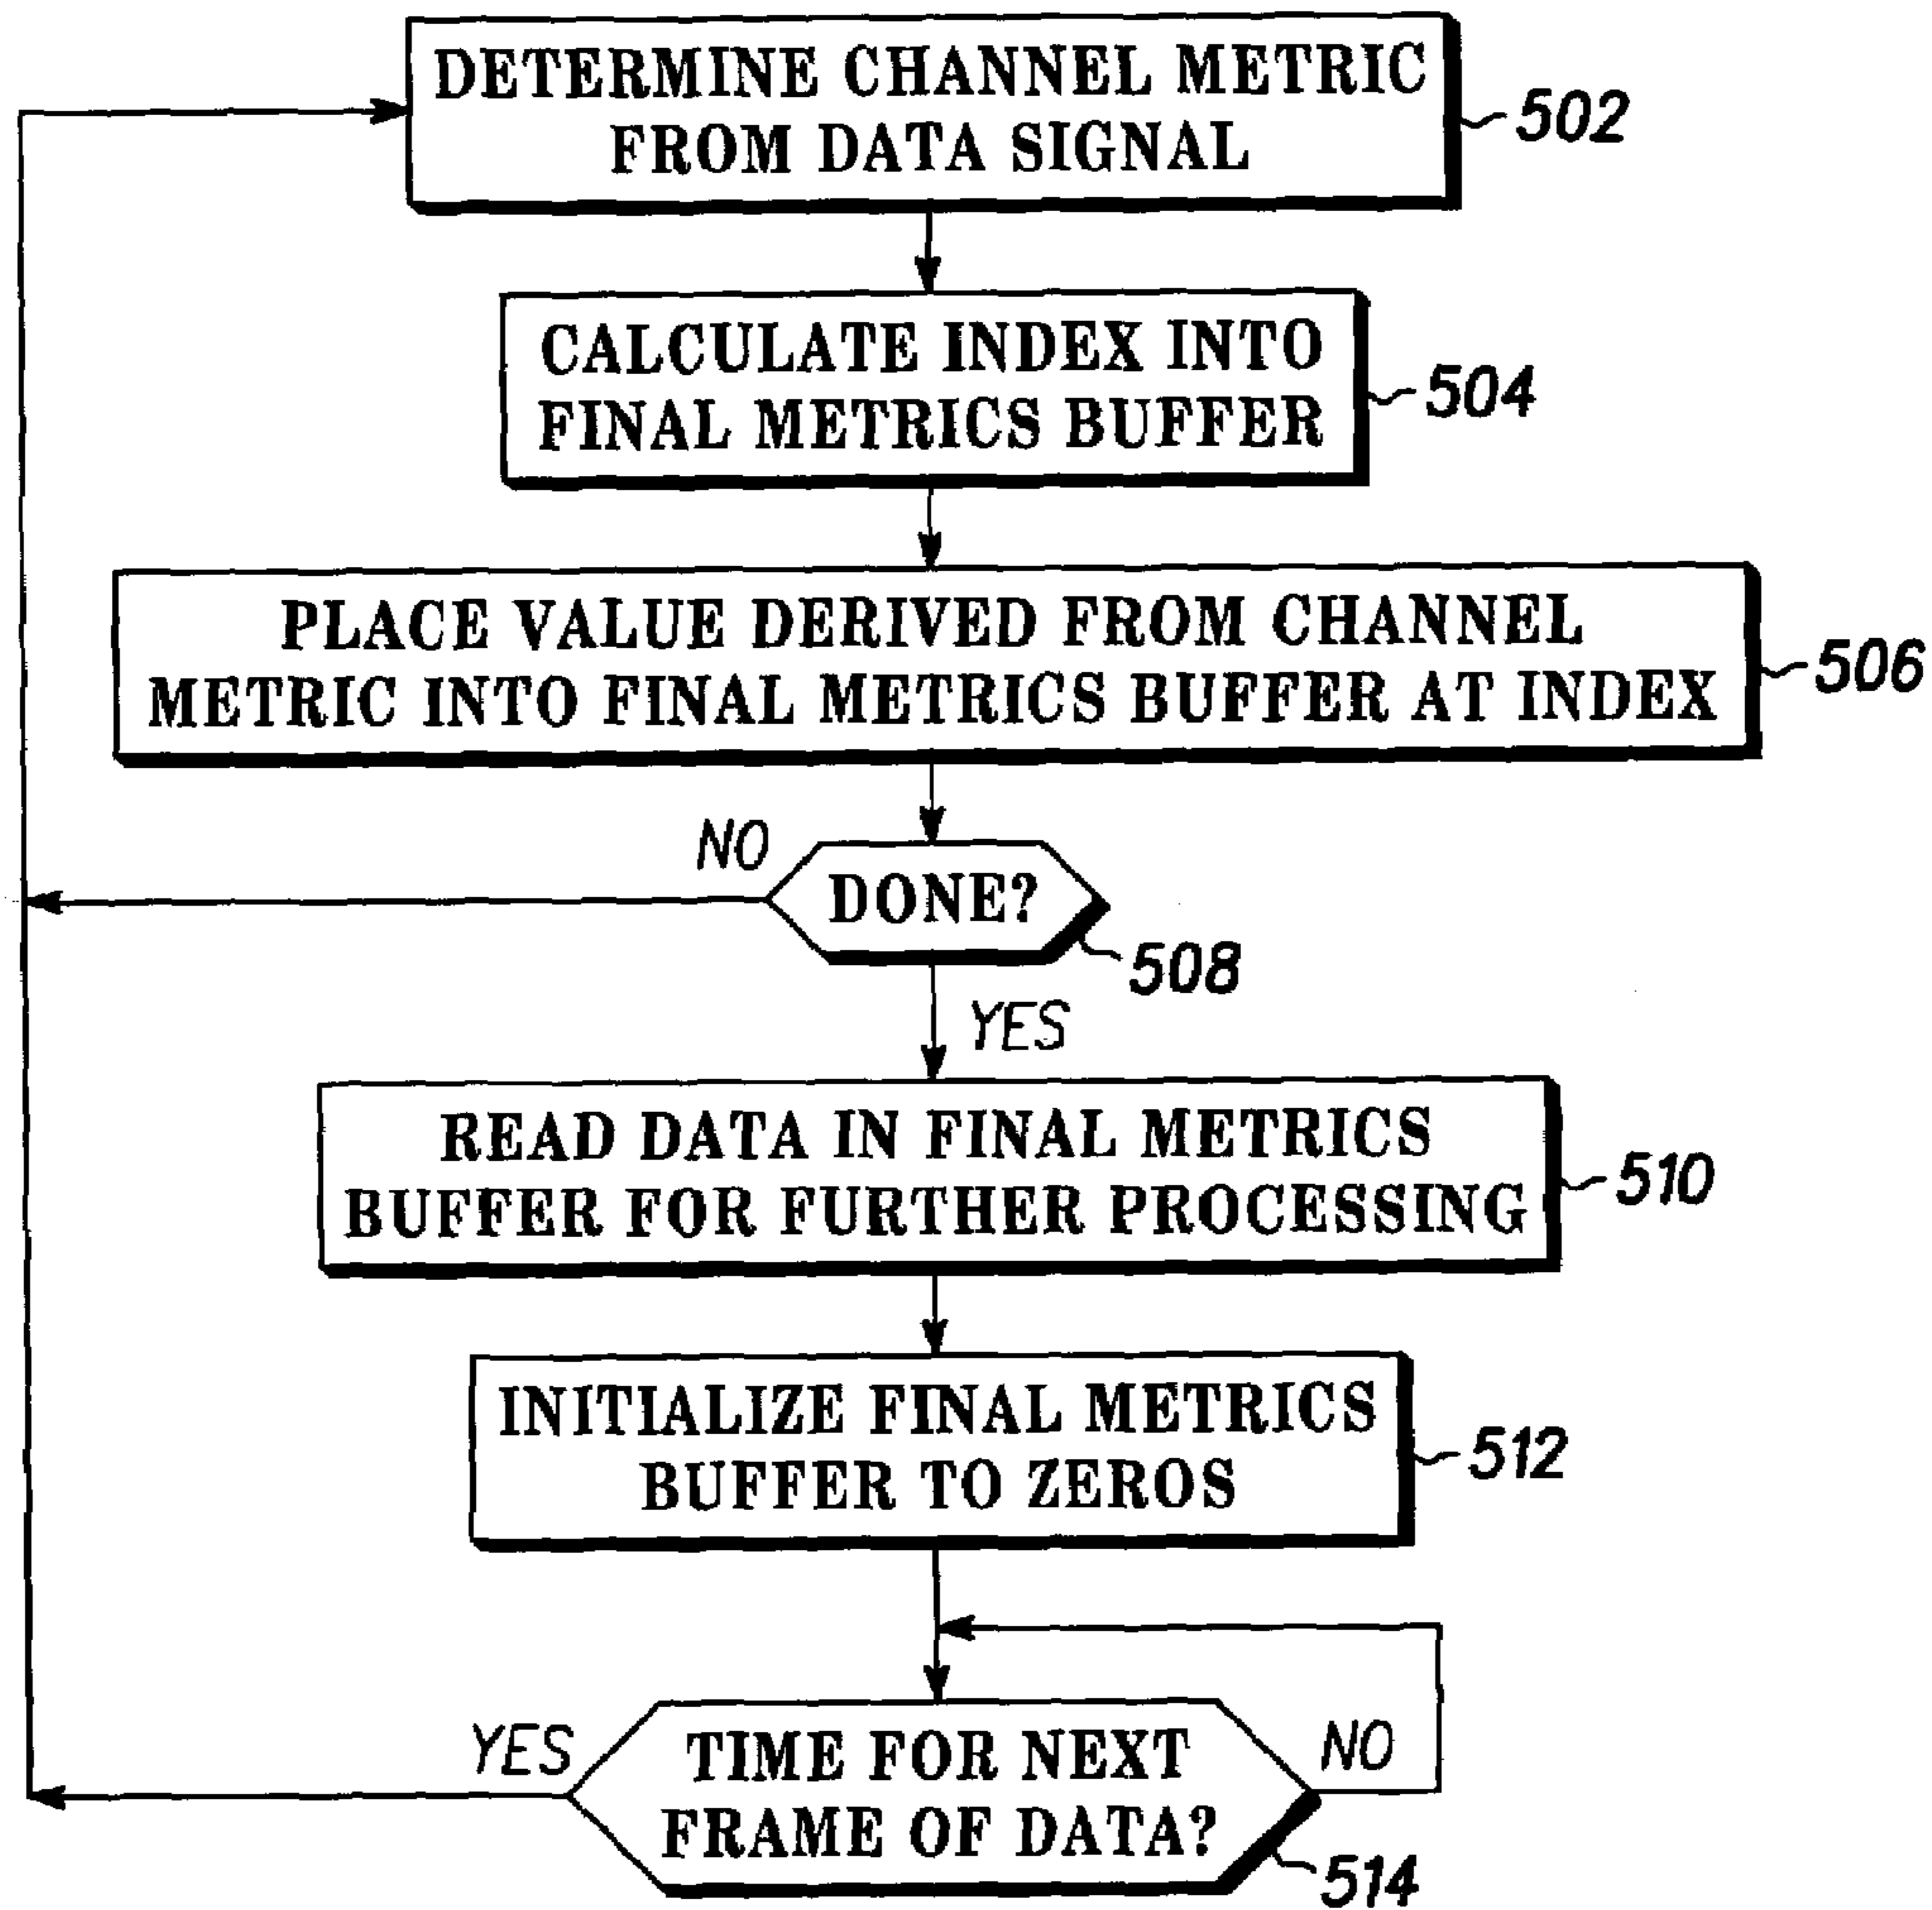 DETERMINE CHANNEL METRIC
FROM DATA SIGNAL
502
CALCULATE INDEX INTO
FINAL METRICS BUFFER
504
PLACE VALUE DERIVED FROM CHANNEL
METRIC INTO FINAL METRICS BUFFER AT INDEX
506
NO
DONE?
508
YES
READ DATA IN FINAL METRICS
BUFFER FOR FURTHER PROCESSING
510
INITIALIZE FINAL METRICS
BUFFER TO ZEROS
512
YES
TIME FOR NEXT
FRAME OF DATA?
NO
514